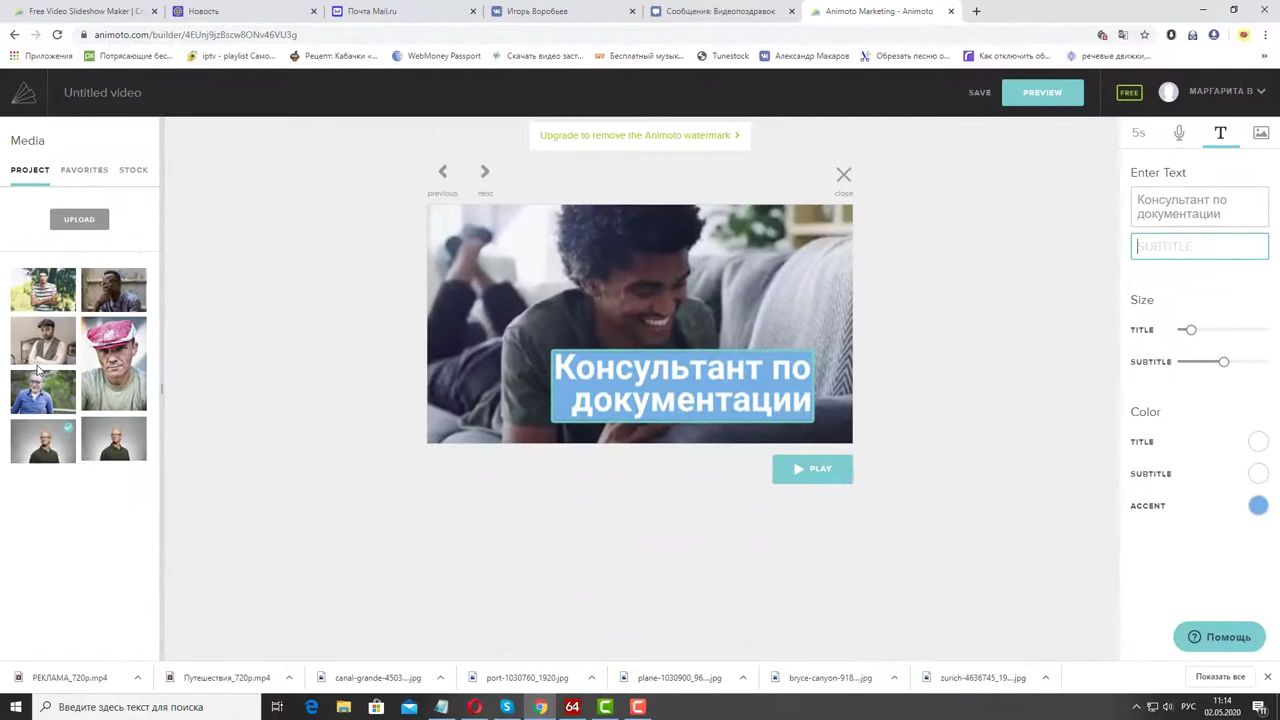 Free Video Slideshow Maker | Cr
Новость
Почта Mail.ru
Игорь Воробьев
Сообщения: Видеопоздравок
Animoto Marketing - Animoto
animoto.com/builder/4EUnj9jzBscw8ONv46VU3g
Приложения
Потрясающие бес...
iptv - playlist Само...
Рецепт: Кабачки «...
WebMoney Passport
Скачать видео заст...
Бесплатный музык...
Tunestock
Александр Макаров
Обрезать песню о...
Как отключить об...
речевые движки,...
Untitled video
SAVE
PREVIEW
FREE
МАРГАРИТА В
Media
PROJECT
FAVORITES
STOCK
UPLOAD
Upgrade to remove the Animoto watermark
previous
next
close
Консультант по
документации
PLAY
5s
T
Enter Text
Консультант по
документации
SUBTITLE
Size
TITLE
SUBTITLE
Color
TITLE
SUBTITLE
ACCENT
Помощь
РЕКЛАМА_720p.mp4
Путешествия_720p.mp4
canal-grande-4503....jpg
port-1030760_1920.jpg
plane-1030900_96....jpg
bryce-canyon-918....jpg
zurich-4636745_19....jpg
Показать все
Введите здесь текст для поиска
64
РУС
11:14
02.05.2020